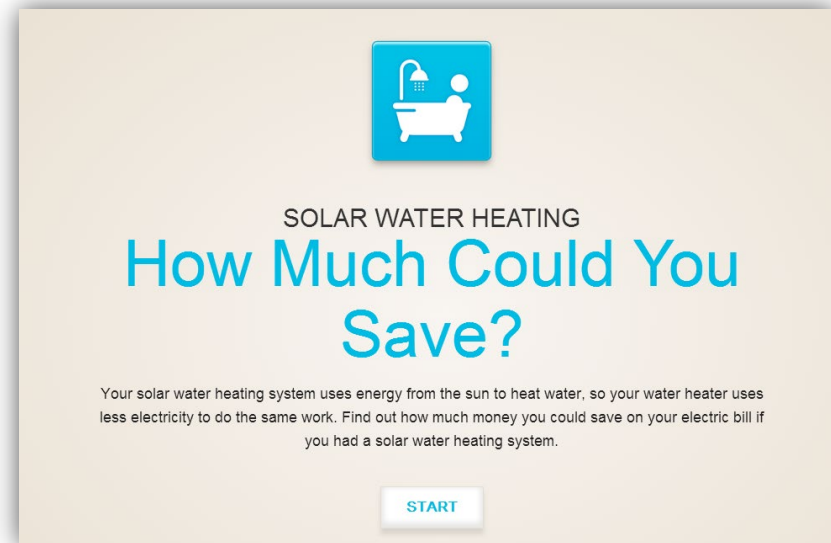 SOLAR WATER HEATING
How Much Could You
Save?
Your solar water heating system uses energy from the sun to heat water, so your water heater uses
less electricity to do the same work. Find out how much money you could save on your electric bill if
you had a solar water heating system.
START